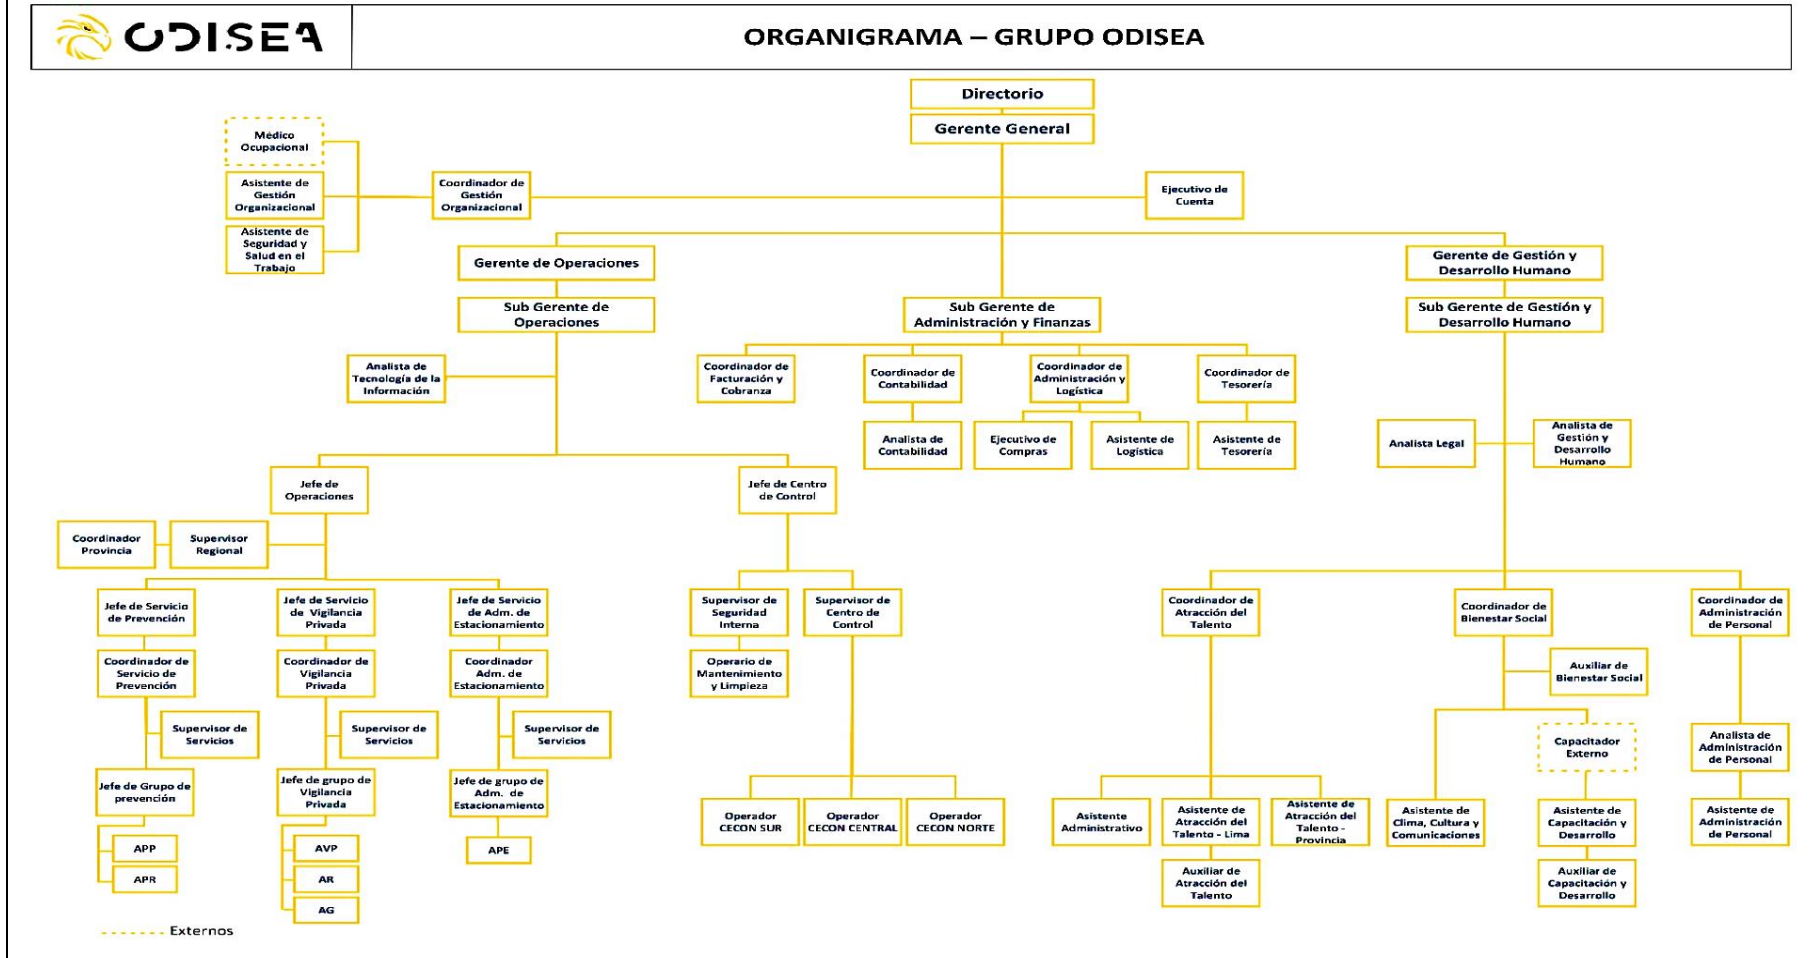 ODISEA
ORGANIGRAMA – GRUPO ODISEA
Directorio
Gerente General
Médico
Ocupacional
Asistente de
Gestión
Organizacional
Coordinador de
Gestión
Organizacional
Ejecutivo de
Cuenta
Asistente de
Seguridad y
Salud en el
Trabajo
Gerente de Operaciones
Gerente de Gestión y
Desarrollo Humano
Sub Gerente de
Operaciones
Sub Gerente de
Administración y Finanzas
Sub Gerente de Gestión y
Desarrollo Humano
Analista de
Tecnología de la
Información
Coordinador de
Facturación y
Cobranza
Coordinador de
Contabilidad
Coordinador de
Administración y
Logística
Coordinador de
Tesorería
Analista de
Contabilidad
Ejecutivo de
Compras
Asistente de
Logística
Asistente de
Tesorería
Analista Legal
Analista de
Gestión y
Desarrollo
Humano
Jefe de
Operaciones
Jefe de Centro
de Control
Coordinador
Provincia
Supervisor
Regional
Jefe de Servicio
de Prevención
Jefe de Servicio
de Vigilancia
Privada
Jefe de Servicio
de Adm. de
Estacionamiento
Supervisor de
Seguridad
Interna
Supervisor de
Centro de
Control
Coordinador de
Atracción del
Talento
Coordinador de
Bienestar Social
Coordinador de
Administración
de Personal
Coordinador de
Servicio de
Prevención
Coordinador de
Vigilancia
Privada
Coordinador
Adm. de
Estacionamiento
Operario de
Mantenimiento
y Limpieza
Auxiliar de
Bienestar Social
Supervisor de
Servicios
Supervisor de
Servicios
Supervisor de
Servicios
Capacitador
Externo
Analista de
Administración
de Personal
Jefe de Grupo de
prevención
Jefe de grupo de
Vigilancia
Privada
Jefe de grupo de
Adm. de
Estacionamiento
Operador
CECON SUR
Operador
CECON CENTRAL
Operador
CECON NORTE
Asistente
Administrativo
Asistente de
Atracción del
Talento - Lima
Asistente de
Atracción del
Talento -
Provincia
Asistente de
Clima, Cultura y
Comunicaciones
Asistente de
Capacitación y
Desarrollo
Asistente de
Administración
de Personal
APP
AVP
APE
APR
AR
AG
Auxiliar de
Atracción del
Talento
Auxiliar de
Capacitación y
Desarrollo
Externos